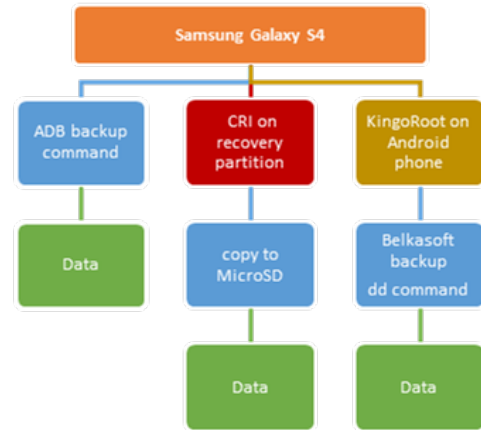 Samsung Galaxy S4
ADB backup
command
CRI on
recovery
partition
KingoRoot on
Android
phone
Data
copy to
MicroSD
Belkasoft
backup
dd command
Data
Data